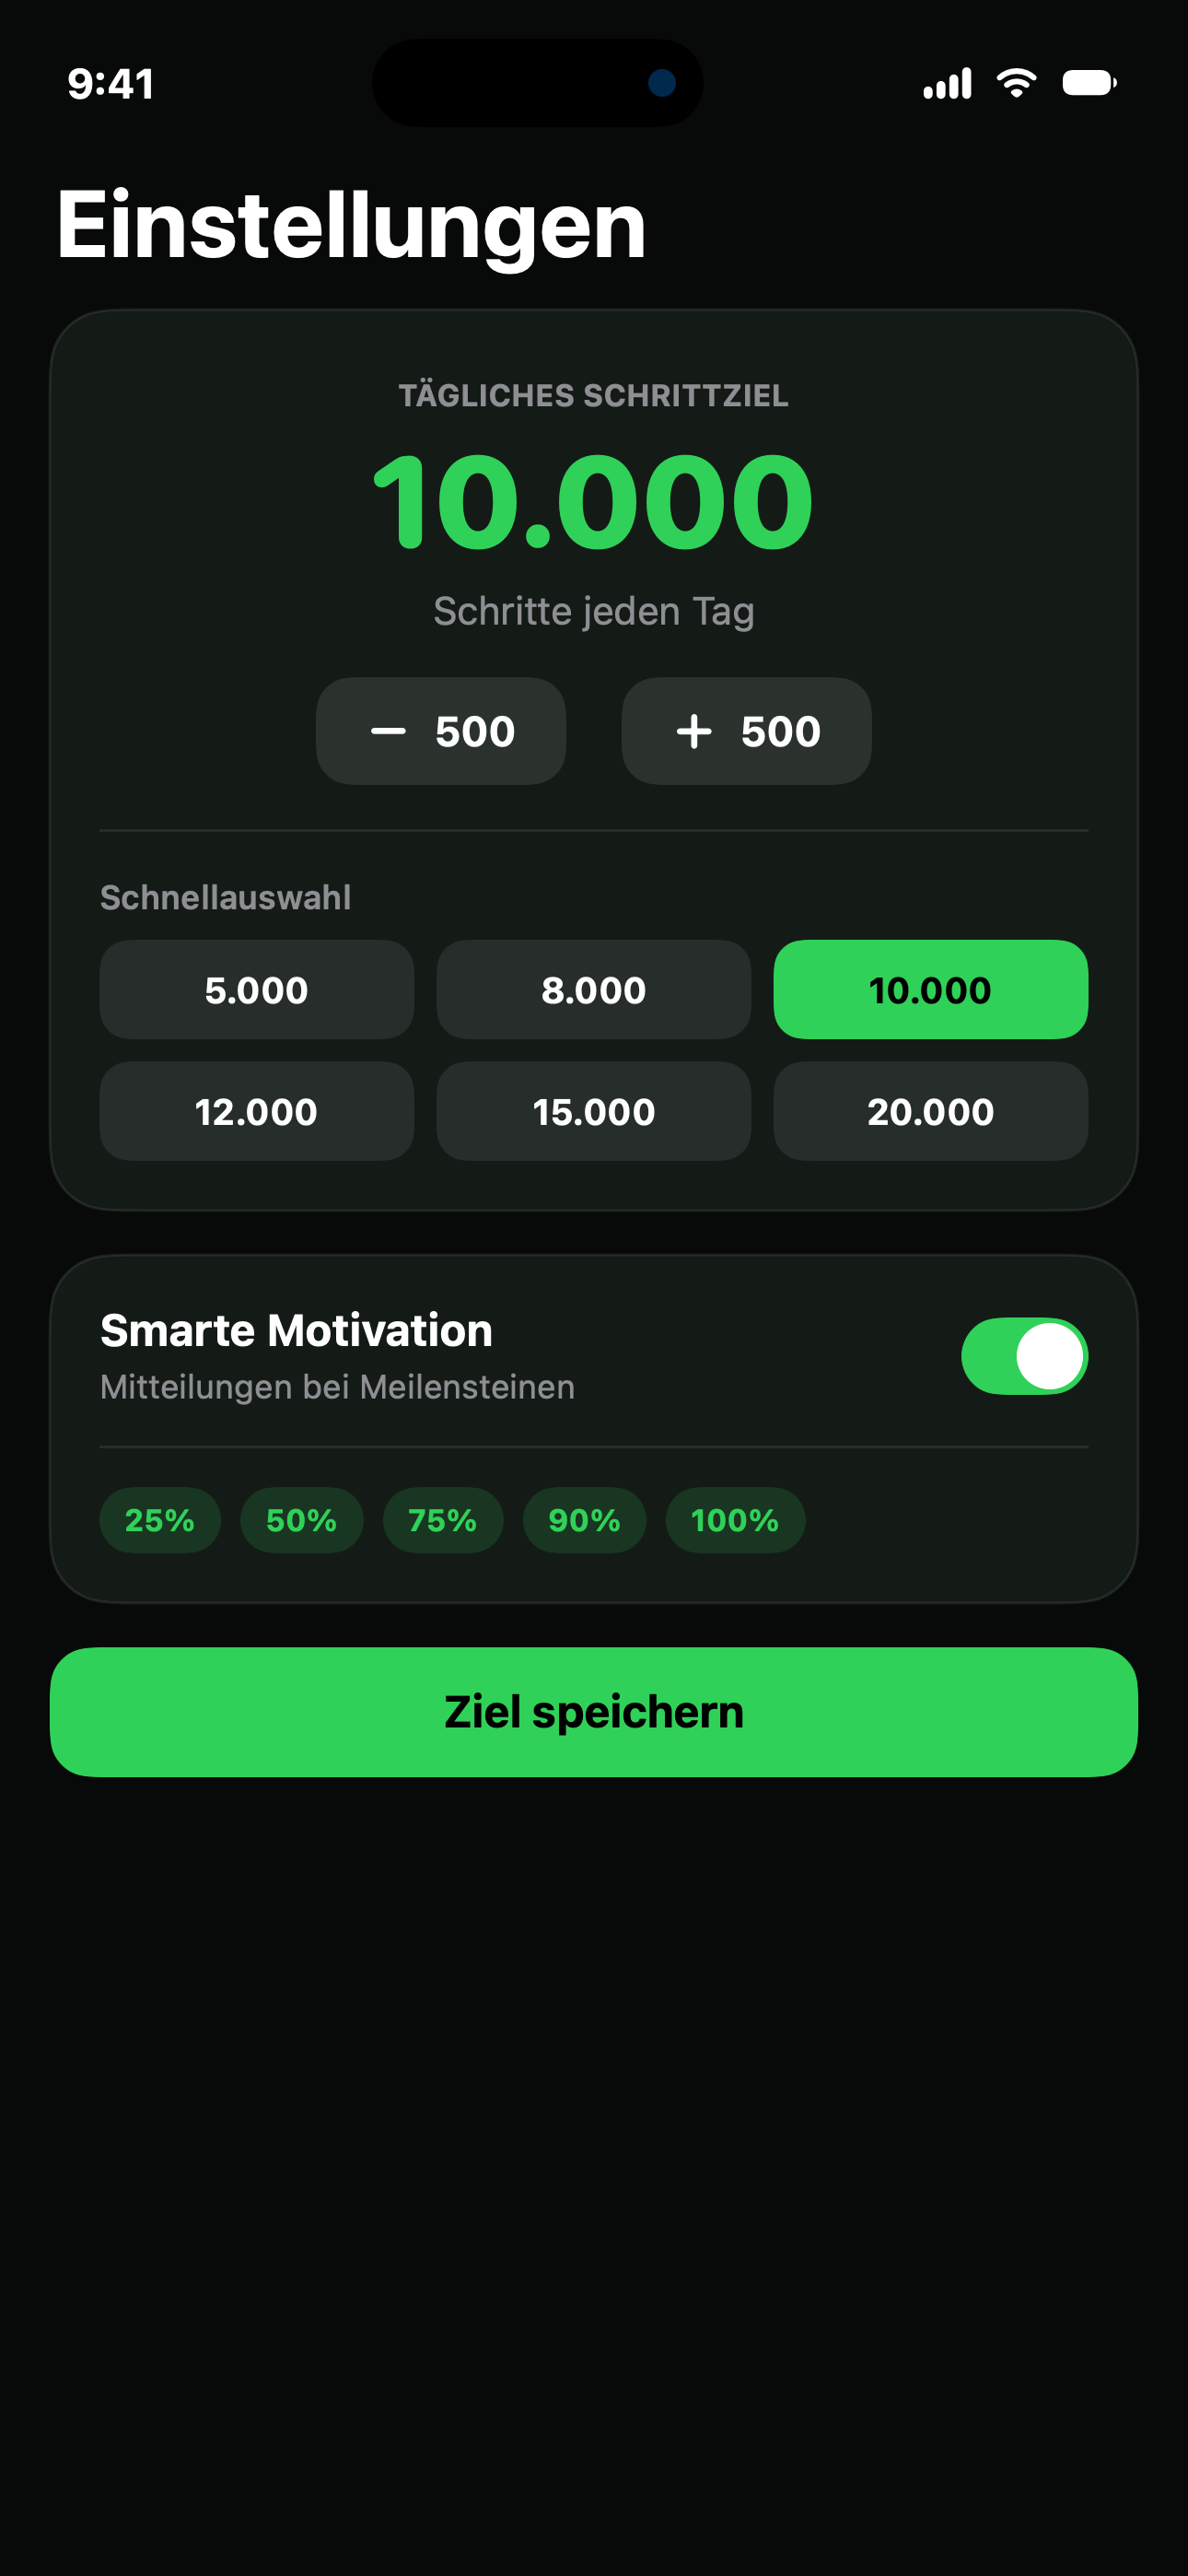 9:41
Einstellungen
TÄGLICHES SCHRITTZIEL
10.000
Schritte jeden Tag
− 500 + 500
Schnellauswahl
5.000 8.000 10.000
12.000 15.000 20.000
Smarte Motivation
Mitteilungen bei Meilensteinen
25% 50% 75% 90% 100%
Ziel speichern